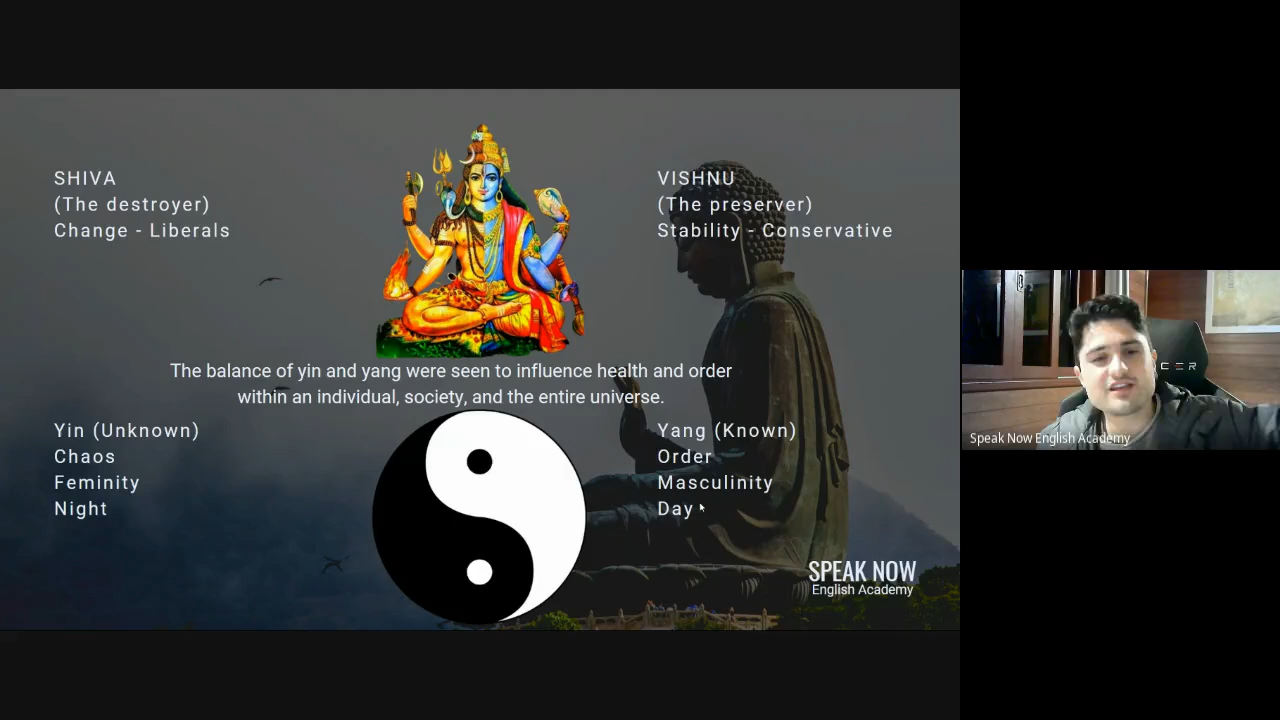 SHIVA
(The destroyer)
Change - Liberals
VISHNU
(The preserver)
Stability - Conservative
The balance of yin and yang were seen to influence health and order
within an individual, society, and the entire universe.
Yin (Unknown)
Chaos
Feminity
Night
Yang (Known)
Order
Masculinity
Day
SPEAK NOW
English Academy
CER
Speak Now English Academy